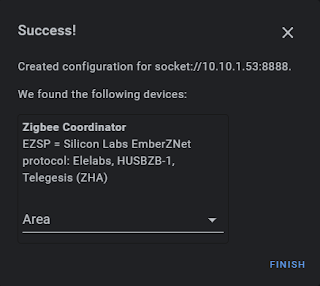 Success!
Created configuration for socket://10.10.1.53:8888.
We found the following devices:
Zigbee Coordinator
EZSP = Silicon Labs EmberZNet
protocol: Elelabs, HUSBZB-1,
Telegesis (ZHA)
Area
FINISH